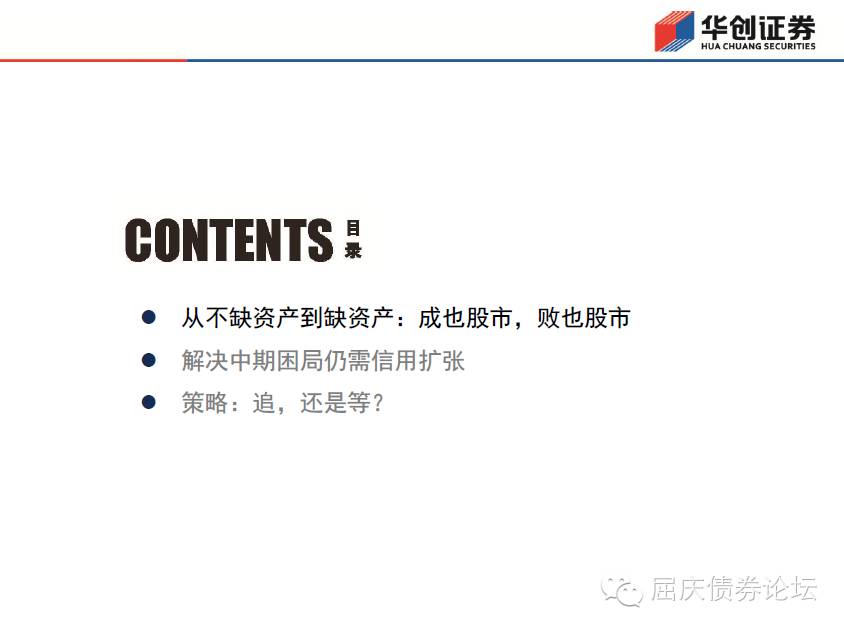 华创证券
HUA CHUANG SECURITIES
CONTENTS 目录
从不缺资产到缺资产：成也股市，败也股市
解决中期困局仍需信用扩张
策略：追，还是等？
屈庆债券论坛